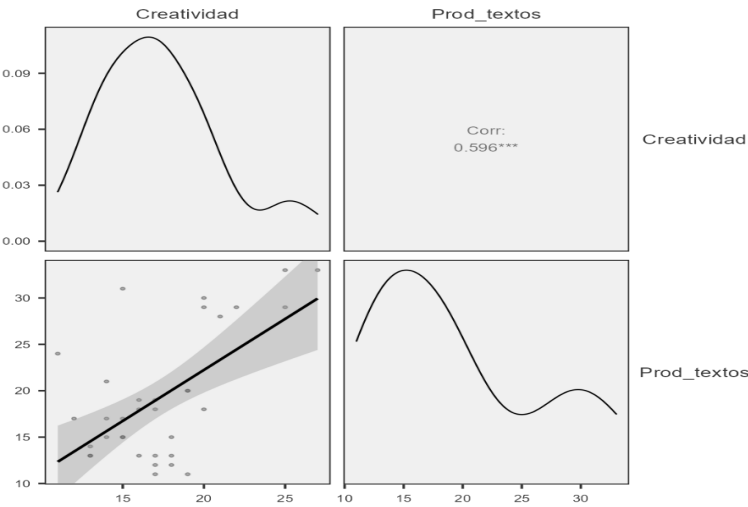 Creatividad Prod_textos
0.09
0.06
0.03
0.00
Corr:
0.596***
Creatividad
30
25
20
15
10
Prod_textos
15 20 25 10 15 20 25 30